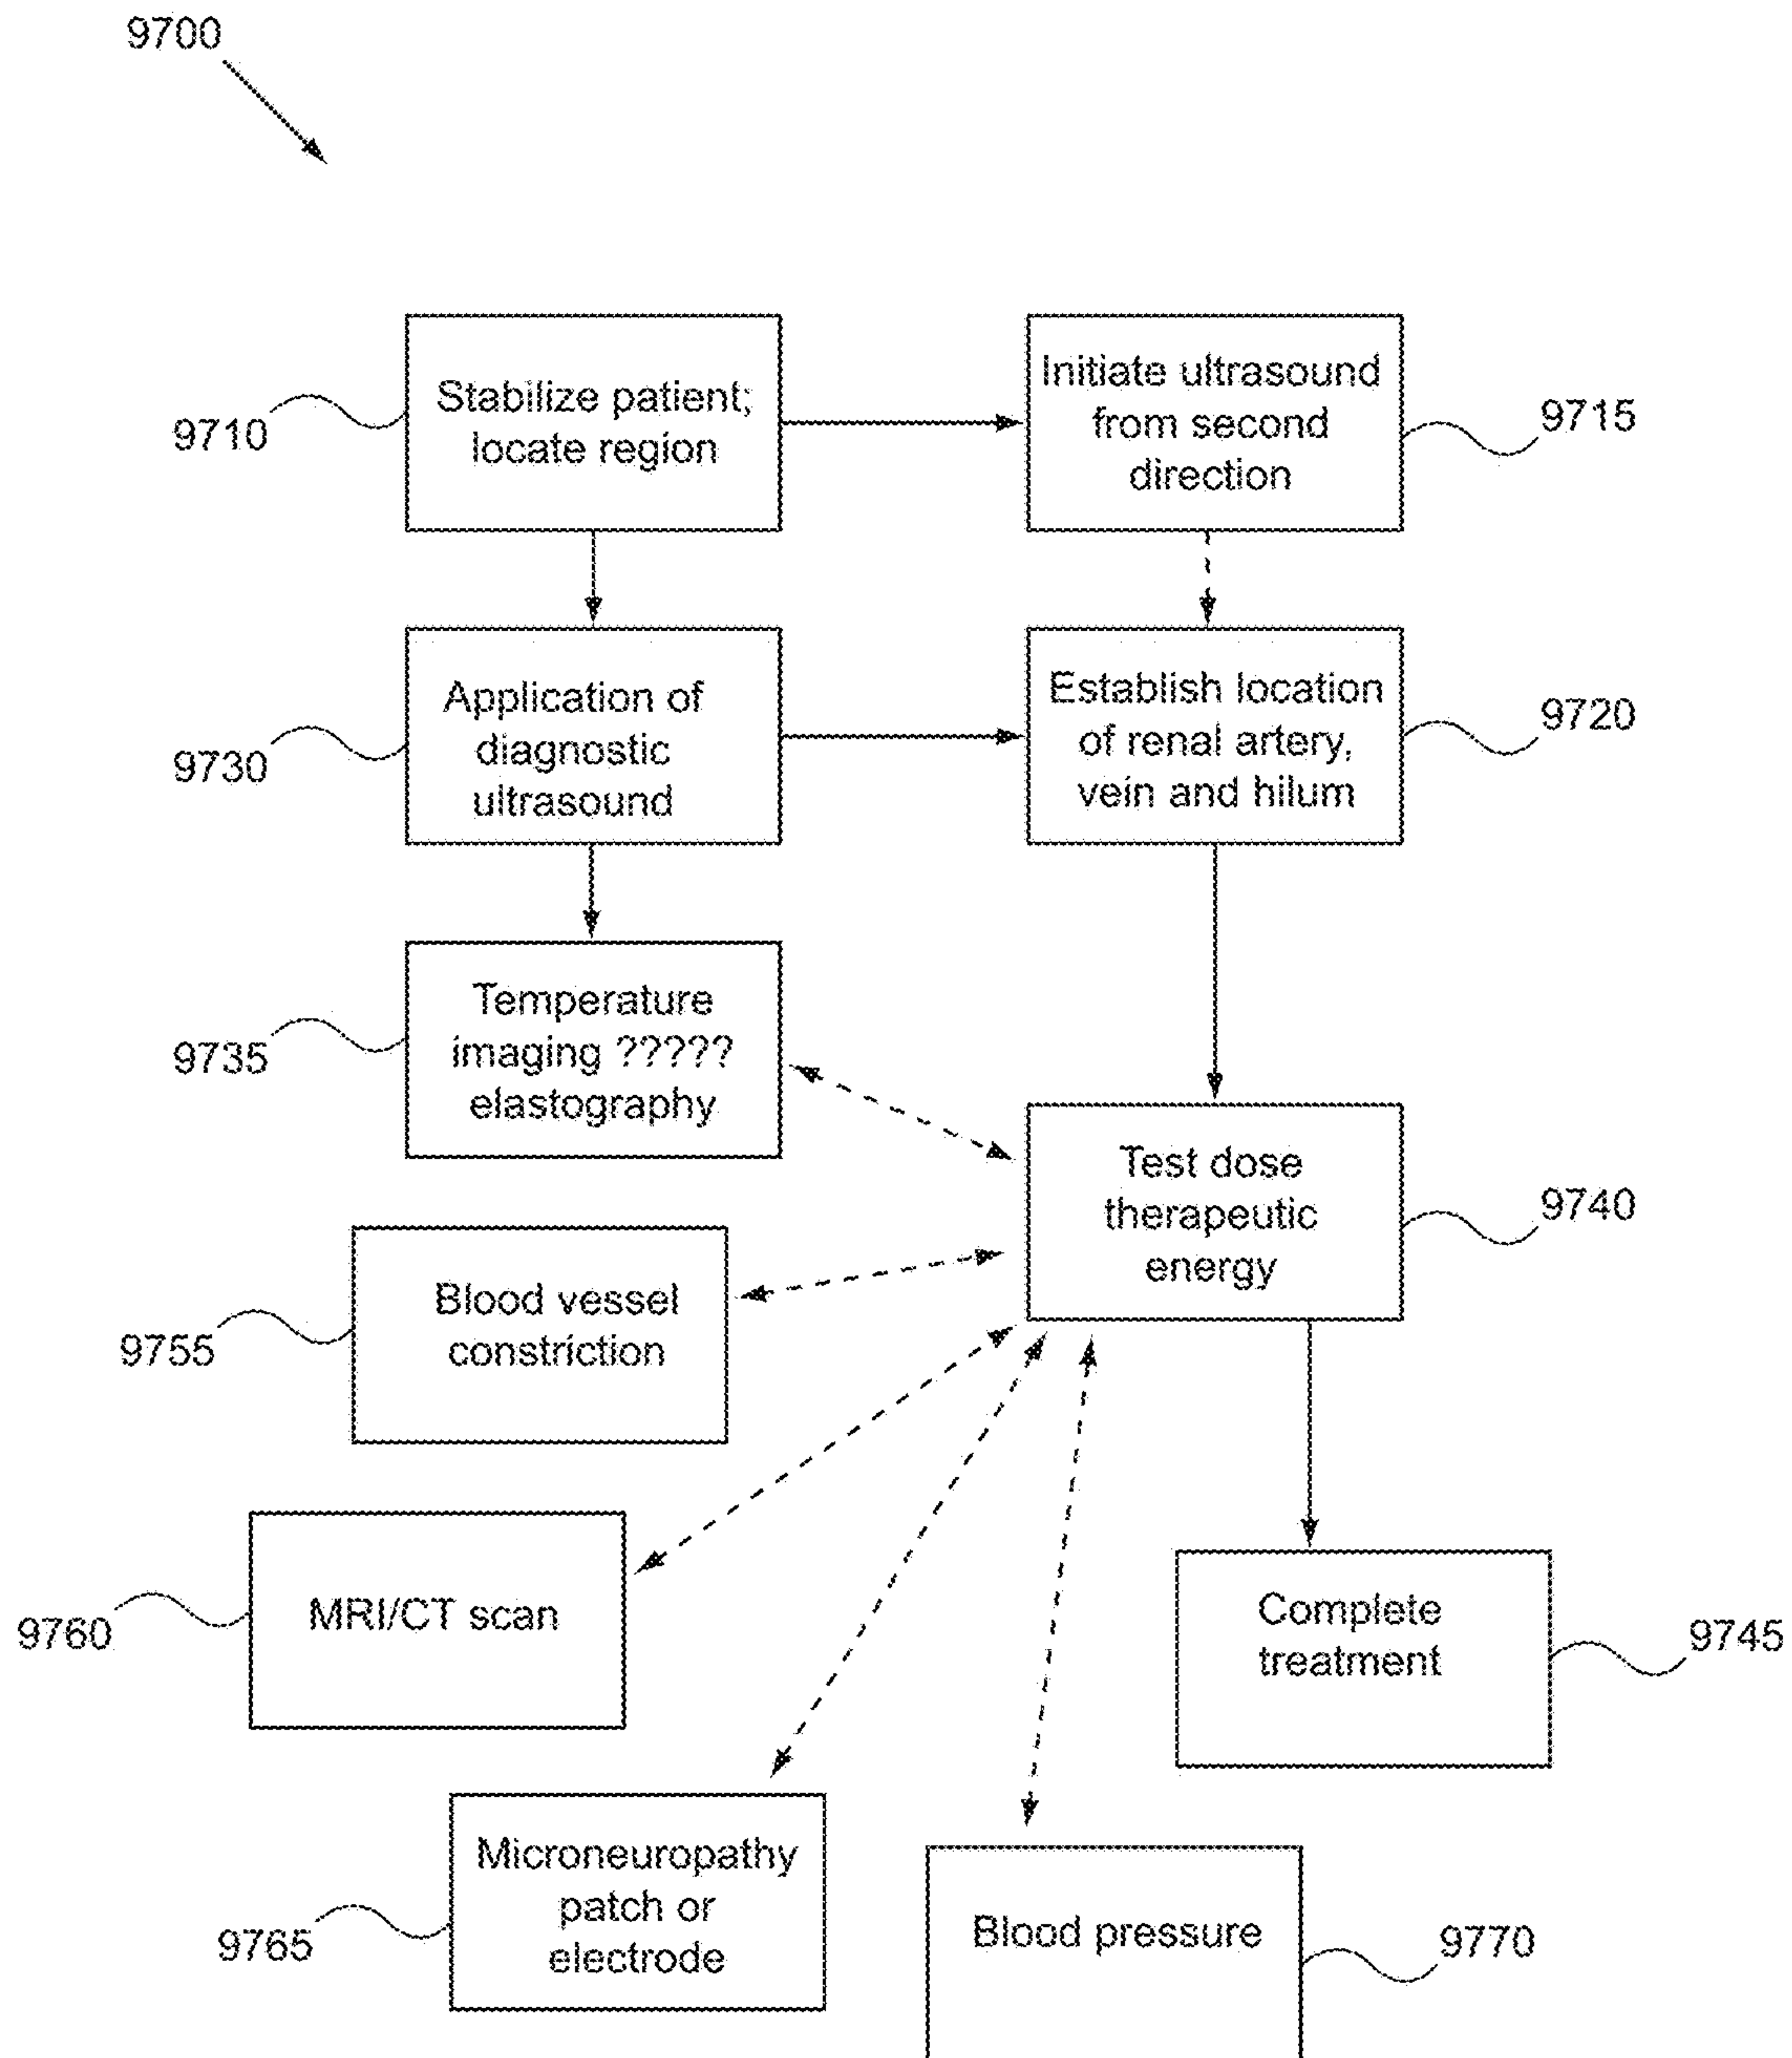 9700
Stabilize patient;
locate region
9710
Initiate ultrasound
from second
direction
9715
Application of
diagnostic
ultrasound
9730
Establish location
of renal artery,
vein and hilum
9720
Temperature
imaging ?????
elastography
9735
Test dose
therapeutic
energy
9740
Blood vessel
constriction
9755
MRI/CT scan
9760
Complete
treatment
9745
Microneuropathy
patch or
electrode
9765
Blood pressure
9770